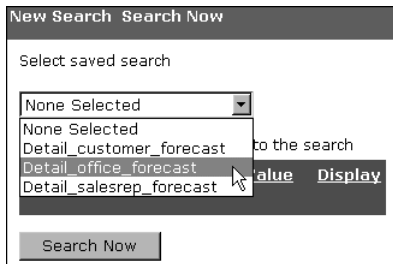 New Search Search Now
Select saved search
None Selected
None Selected
Detail_customer_forecast
to the search
Detail_office_forecast
Display
Detail_salesrep_forecast
Search Now